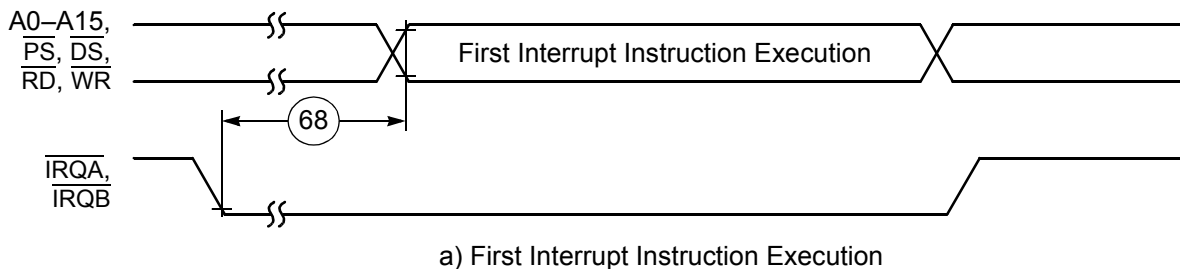 A0–A15,
PS, DS,
RD, WR
First Interrupt Instruction Execution
68
IRQA,
IRQB
a) First Interrupt Instruction Execution